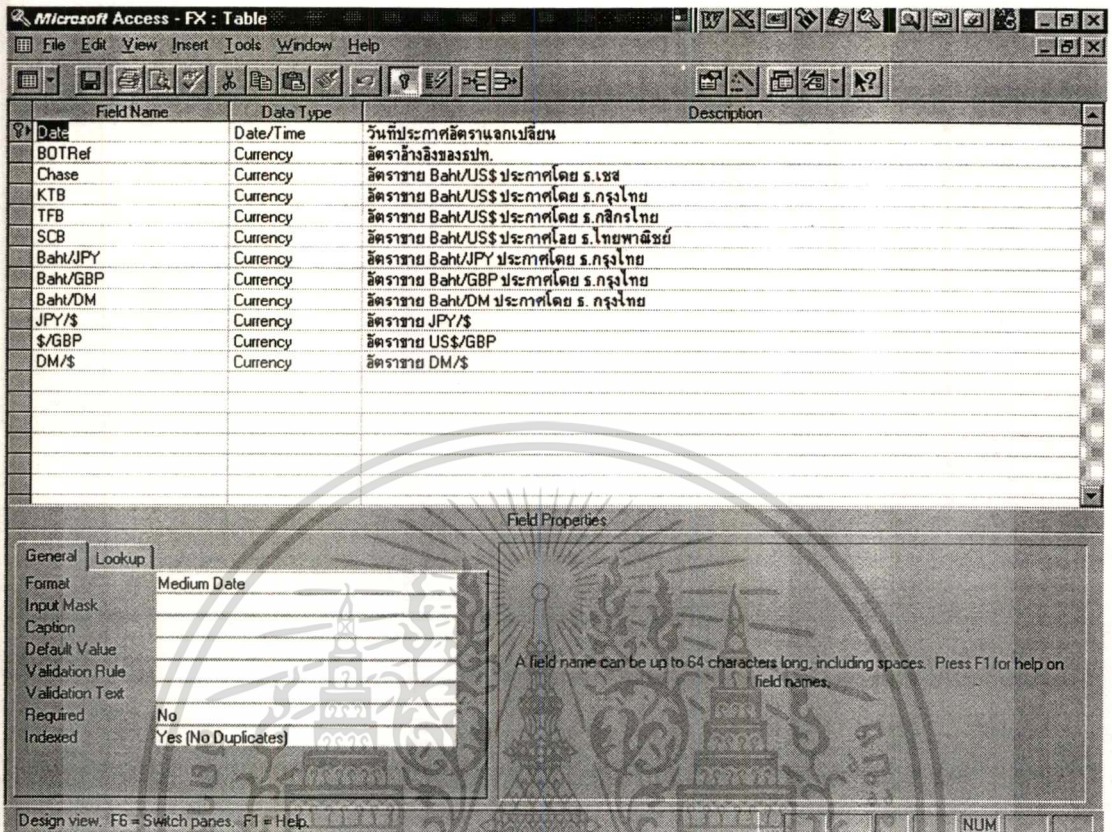 Microsoft Access - FX : Table
File Edit View Insert Tools Window Help
Field Name Data Type Description
Date Date/Time วันที่ประกาศอัตราแลกเปลี่ยน
BOTRef Currency อัตราอ้างอิงของธปท.
Chase Currency อัตราขาย Baht/US$ ประกาศโดย ธ.เชส
KTB Currency อัตราขาย Baht/US$ ประกาศโดย ธ.กรุงไทย
TFB Currency อัตราขาย Baht/US$ ประกาศโดย ธ.กสิกรไทย
SCB Currency อัตราขาย Baht/US$ ประกาศโอย ธ.ไทยพาณิชย์
Baht/JPY Currency อัตราขาย Baht/JPY ประกาศโดย ธ.กรุงไทย
Baht/GBP Currency อัตราขาย Baht/GBP ประกาศโดย ธ.กรุงไทย
Baht/DM Currency อัตราขาย Baht/DM ประกาศโดย ธ. กรุงไทย
JPY/$ Currency อัตราขาย JPY/$
$/GBP Currency อัตราขาย US$/GBP
DM/$ Currency อัตราขาย DM/$
Field Properties
General Lookup
Format Medium Date
Input Mask
Caption
Default Value
Validation Rule
Validation Text
Required No
Indexed Yes (No Duplicates)
A field name can be up to 64 characters long, including spaces. Press F1 for help on
field names.
Design view. F6 = Switch panes. F1 = Help.
NUM